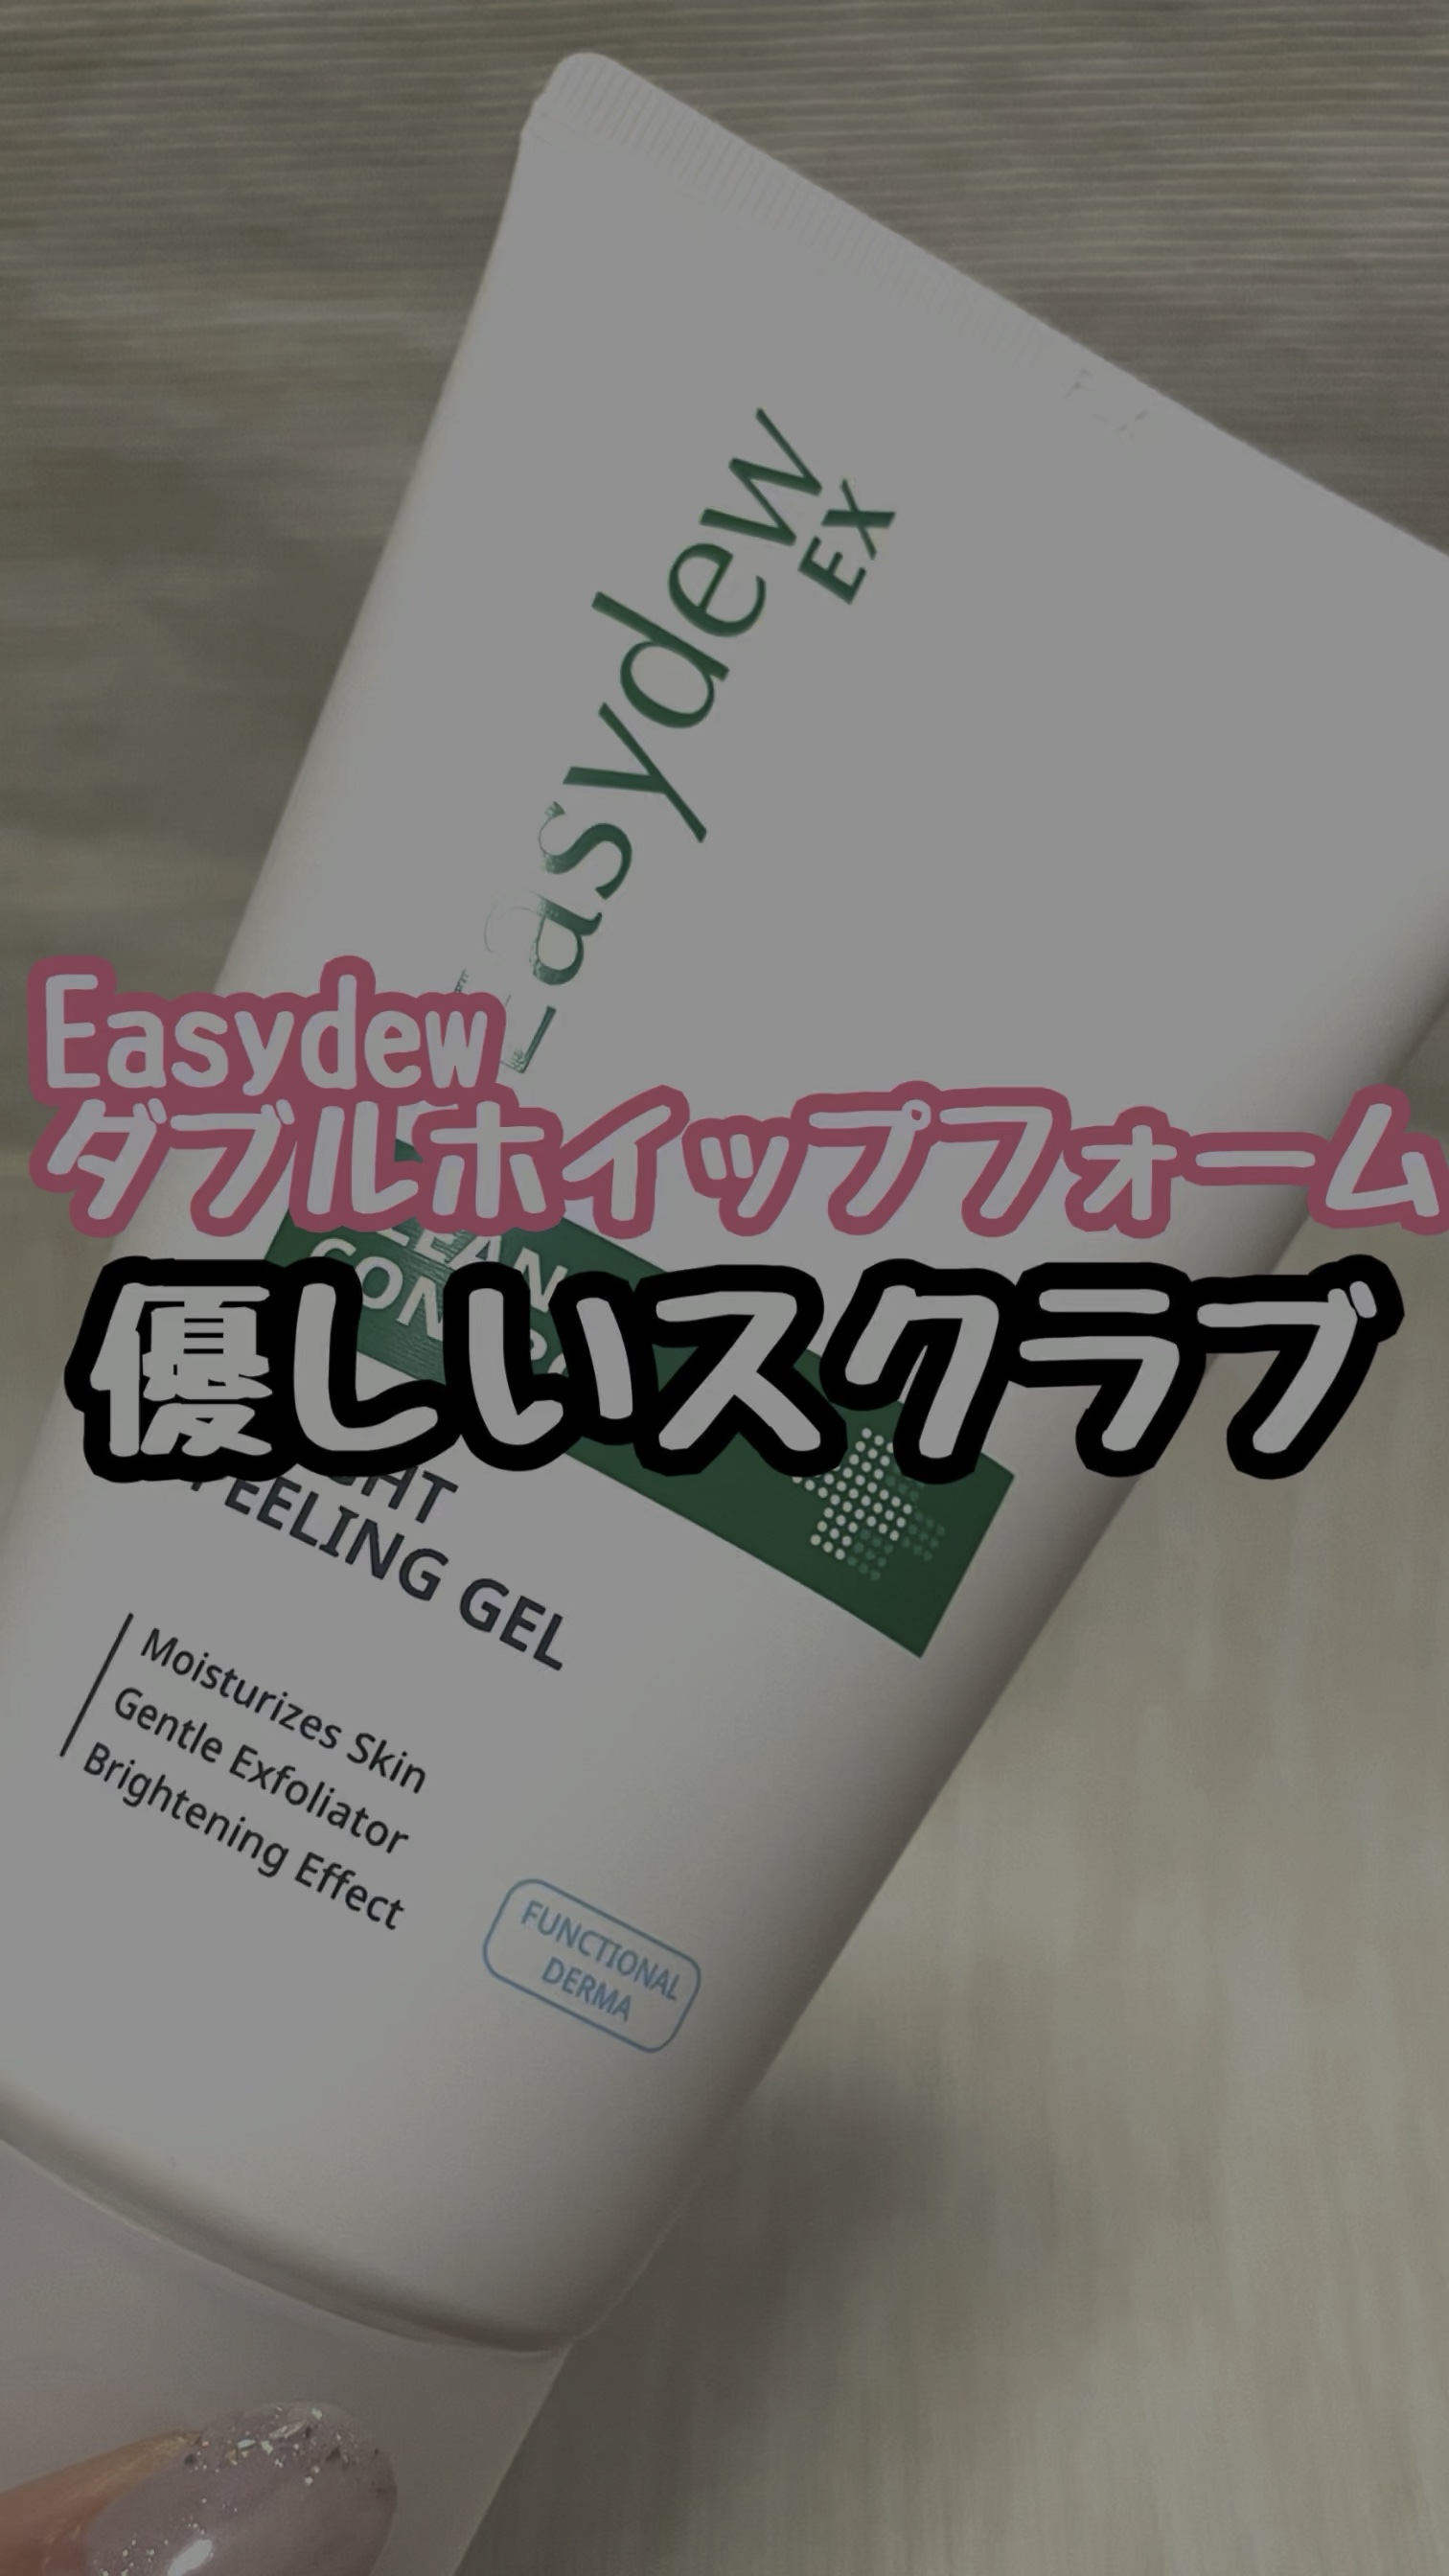 Easydew
EX
Easydew
ダブルホイップフォーム
優しいスクラブ
PEELING GEL
Moisturizes Skin
Gentle Exfoliator
Brightening Effect
FUNCTIONAL
DERMA